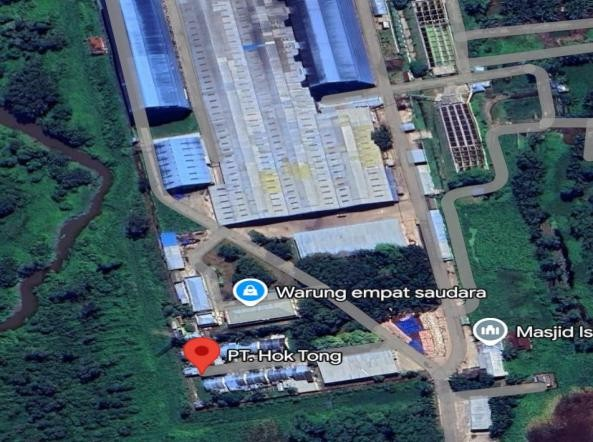 Warung empat saudara
Masjid Is
PT. Hok Tong